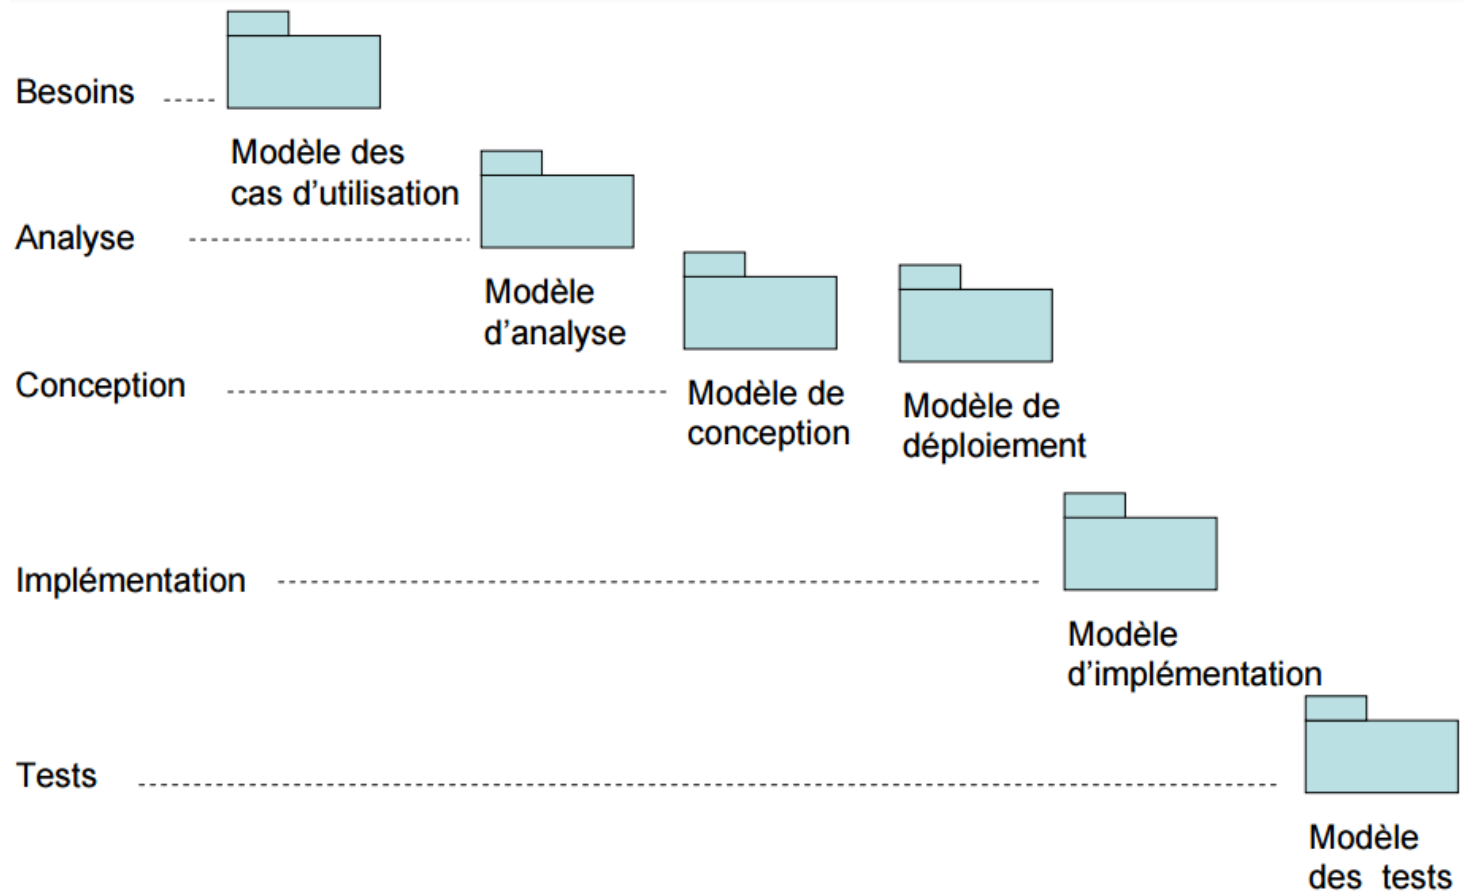 Besoins
Modèle des
cas d’utilisation
Analyse
Modèle
d’analyse
Conception
Modèle de
conception
Modèle de
déploiement
Implémentation
Modèle
d’implémentation
Tests
Modèle
des tests